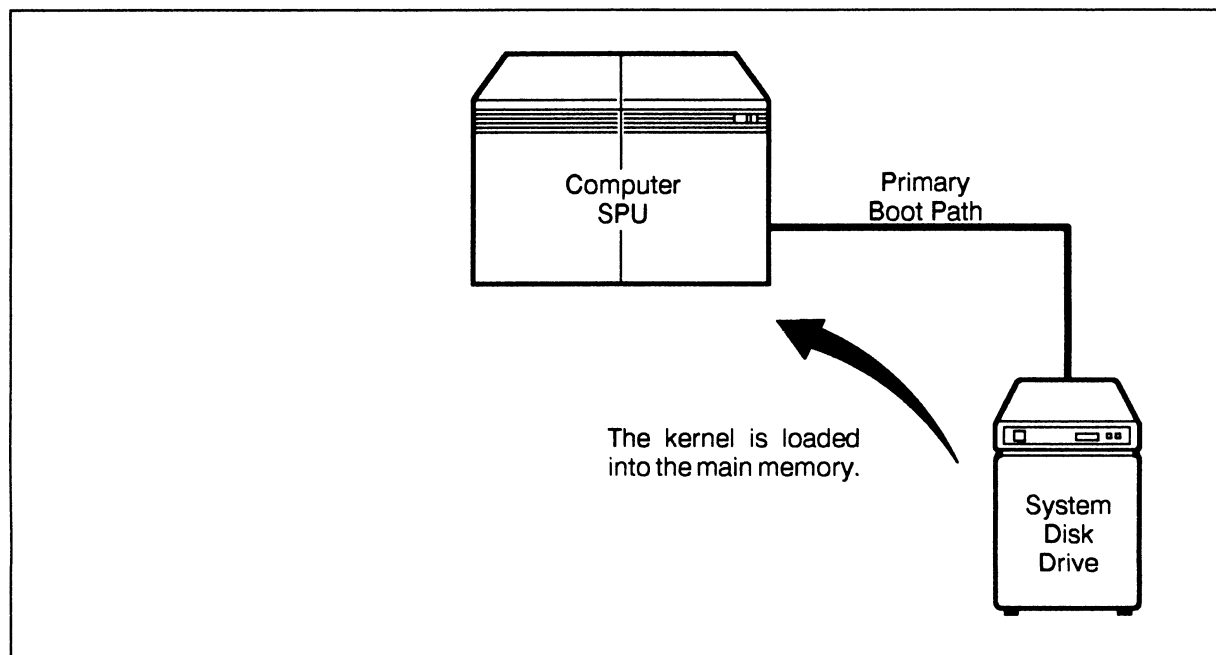 Computer
SPU
Primary
Boot Path
The kernel is loaded
into the main memory.
System
Disk
Drive